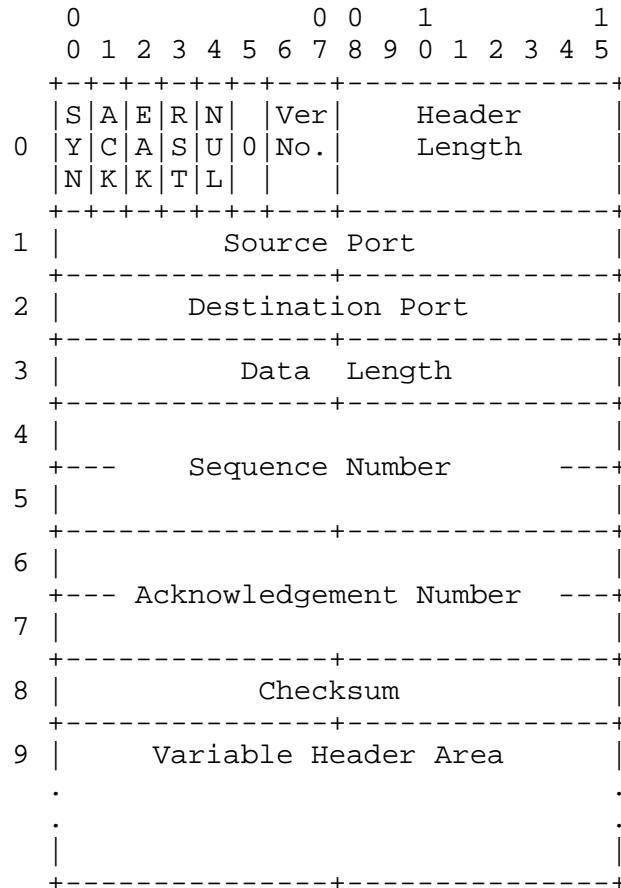 0             0 0   1         1
 0 1 2 3 4 5 6 7 8 9 0 1 2 3 4 5
+-+-+-+-+-+-+---+---------------+
|S|A|E|R|N| |Ver|    Header     |
0 |Y|C|A|S|U|0|No.|    Length     |
|N|K|K|T|L| |   |               |
+-+-+-+-+-+-+---+---------------+
1 |          Source Port          |
+---------------+---------------+
2 |        Destination Port       |
+---------------+---------------+
3 |           Data  Length        |
+---------------+---------------+
4 |                               |
+---    Sequence Number     ---+
5 |                               |
+---------------+---------------+
6 |                               |
+--- Acknowledgement Number  ---+
7 |                               |
+---------------+---------------+
8 |            Checksum           |
+---------------+---------------+
9 |      Variable Header Area     |
.                               .
.                               .
|                               |
+---------------+---------------+